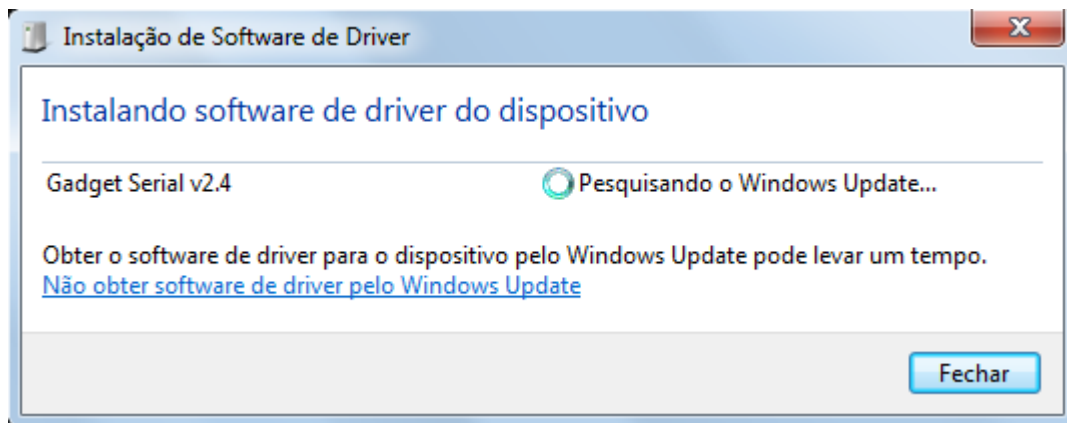 Instalação de Software de Driver
Instalando software de driver do dispositivo
Gadget Serial v2.4 Pesquisando o Windows Update...
Obter o software de driver para o dispositivo pelo Windows Update pode levar um tempo.
Não obter software de driver pelo Windows Update
Fechar